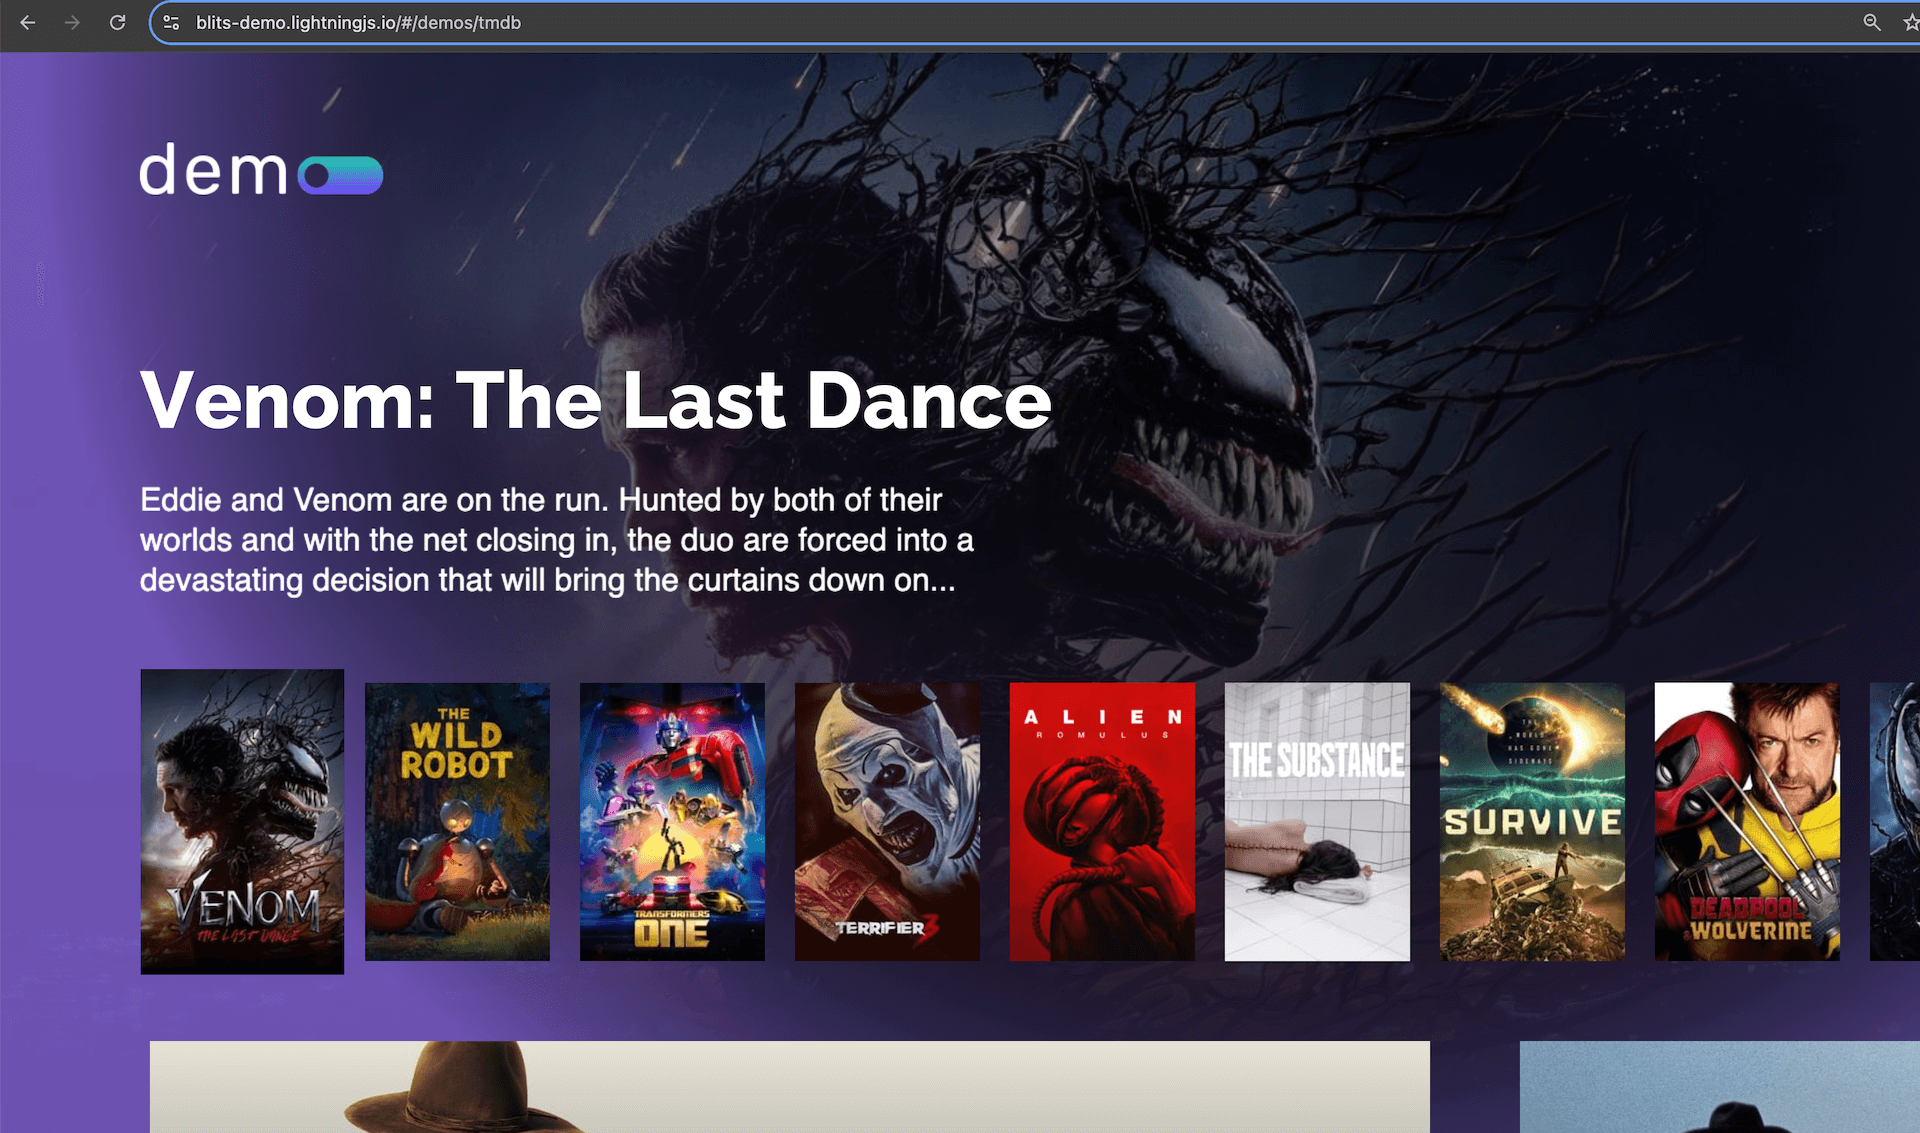 blits-demo.lightningjs.io/#/demos/tmdb
demo
Venom: The Last Dance
Eddie and Venom are on the run. Hunted by both of their
worlds and with the net closing in, the duo are forced into a
devastating decision that will bring the curtains down on...
VENOM
THE LAST DANCE
THE
WILD
ROBOT
TRANSFORMERS
ONE
TERRIFIER 3
ALIEN
ROMULUS
THE SUBSTANCE
THE
WORLD
HAS GONE
SIDEWAYS
SURVIVE
DEADPOOL
WOLVERINE